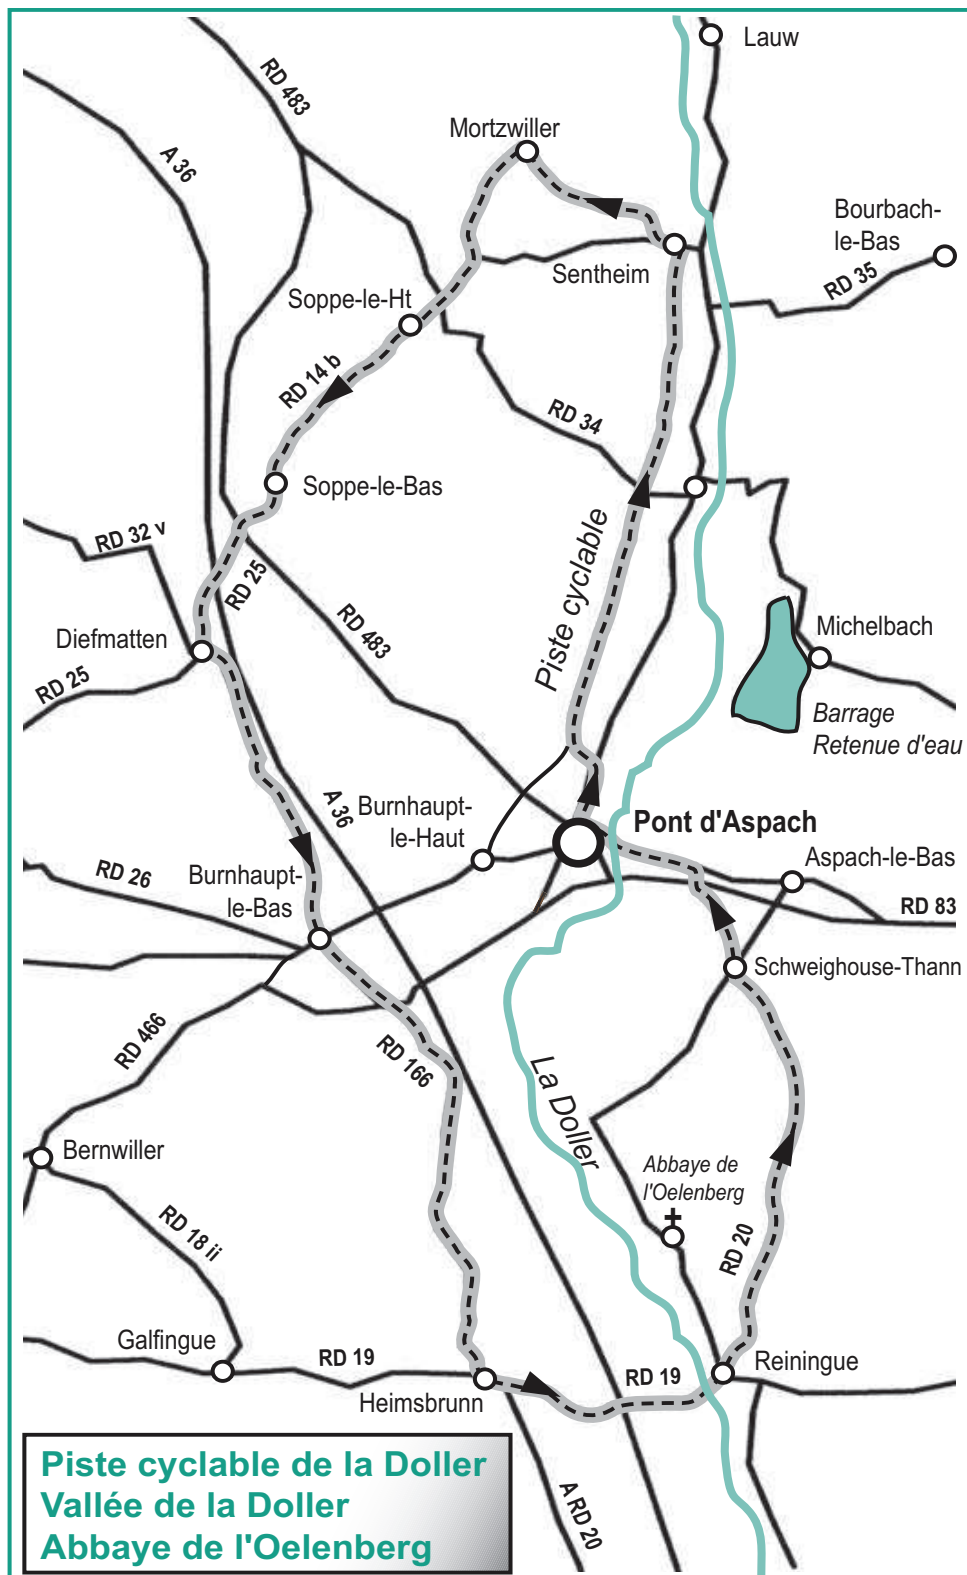 Lauw
RD 483
Mortzwiller
A 36
Bourbach-
le-Bas
Sentheim
RD 35
Soppe-le-Ht
RD 14 b
RD 34
Soppe-le-Bas
RD 32 v
Piste cyclable
RD 25
Diefmatten
RD 483
Michelbach
RD 25
Barrage
Retenue d'eau
A 36
Burnhaupt-
le-Haut
Pont d'Aspach
Aspach-le-Bas
RD 26
Burnhaupt-
le-Bas
RD 83
Schweighouse-Thann
RD 466
RD 166
La Doller
Bernwiller
Abbaye de
l'Oelenberg
RD 18 ii
RD 20
Galfingue
RD 19
RD 19
Reiningue
Heimsbrunn
A RD 20
Piste cyclable de la Doller
Vallée de la Doller
Abbaye de l'Oelenberg